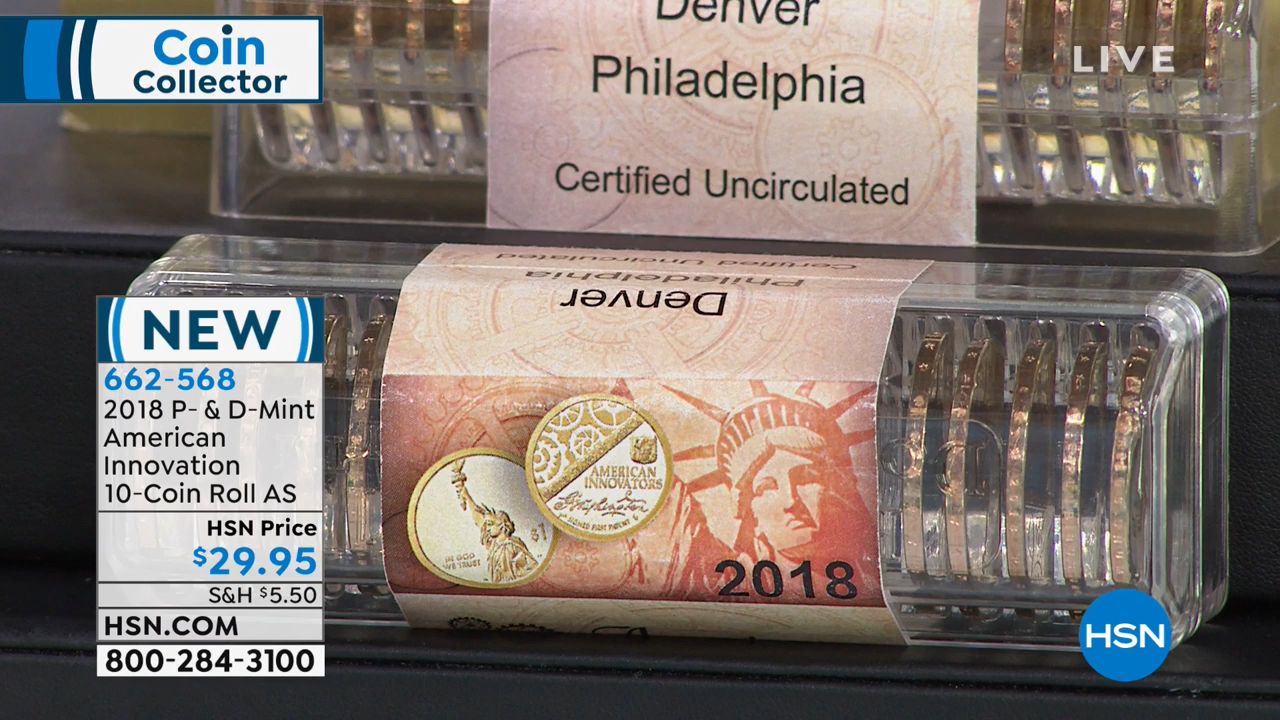 Coin
Collector
LIVE
Denver
Philadelphia
Certified Uncirculated
Certified Uncirculated
Philadelphia
Denver
NEW
662-568
2018 P- & D-Mint
American
Innovation
10-Coin Roll AS
HSN Price
$29.95
S&H $5.50
HSN.COM
800-284-3100
IN GOD
WE TRUST
$1
AMERICAN
INNOVATORS
2018
HSN